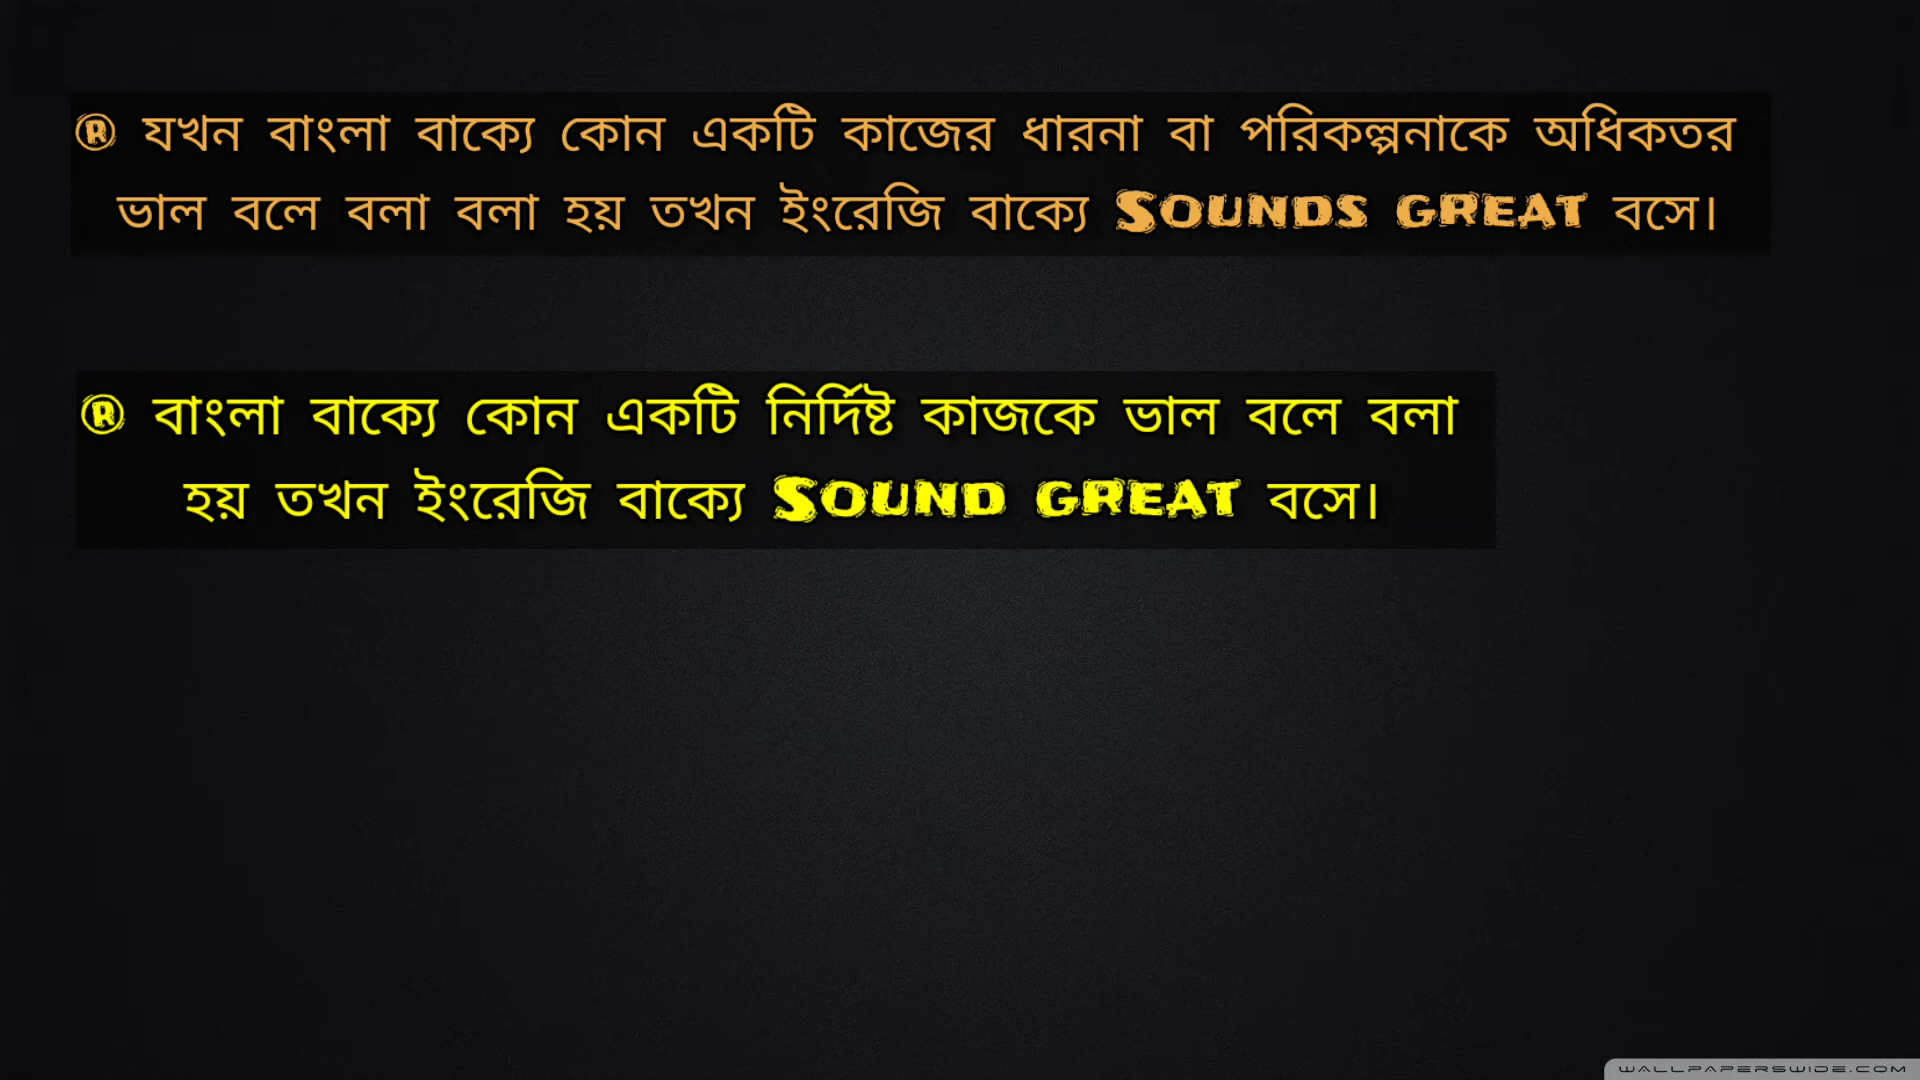 ® যখন বাংলা বাক্যে কোন একটি কাজের ধারনা বা পরিকল্পনাকে অধিকতর
ভাল বলে বলা বলা হয় তখন ইংরেজি বাক্যে SOUNDS GREAT বসে।
® বাংলা বাক্যে কোন একটি নির্দিষ্ট কাজকে ভাল বলে বলা
হয় তখন ইংরেজি বাক্যে SOUND GREAT বসে।
WALLPAPERSWIDE.COM